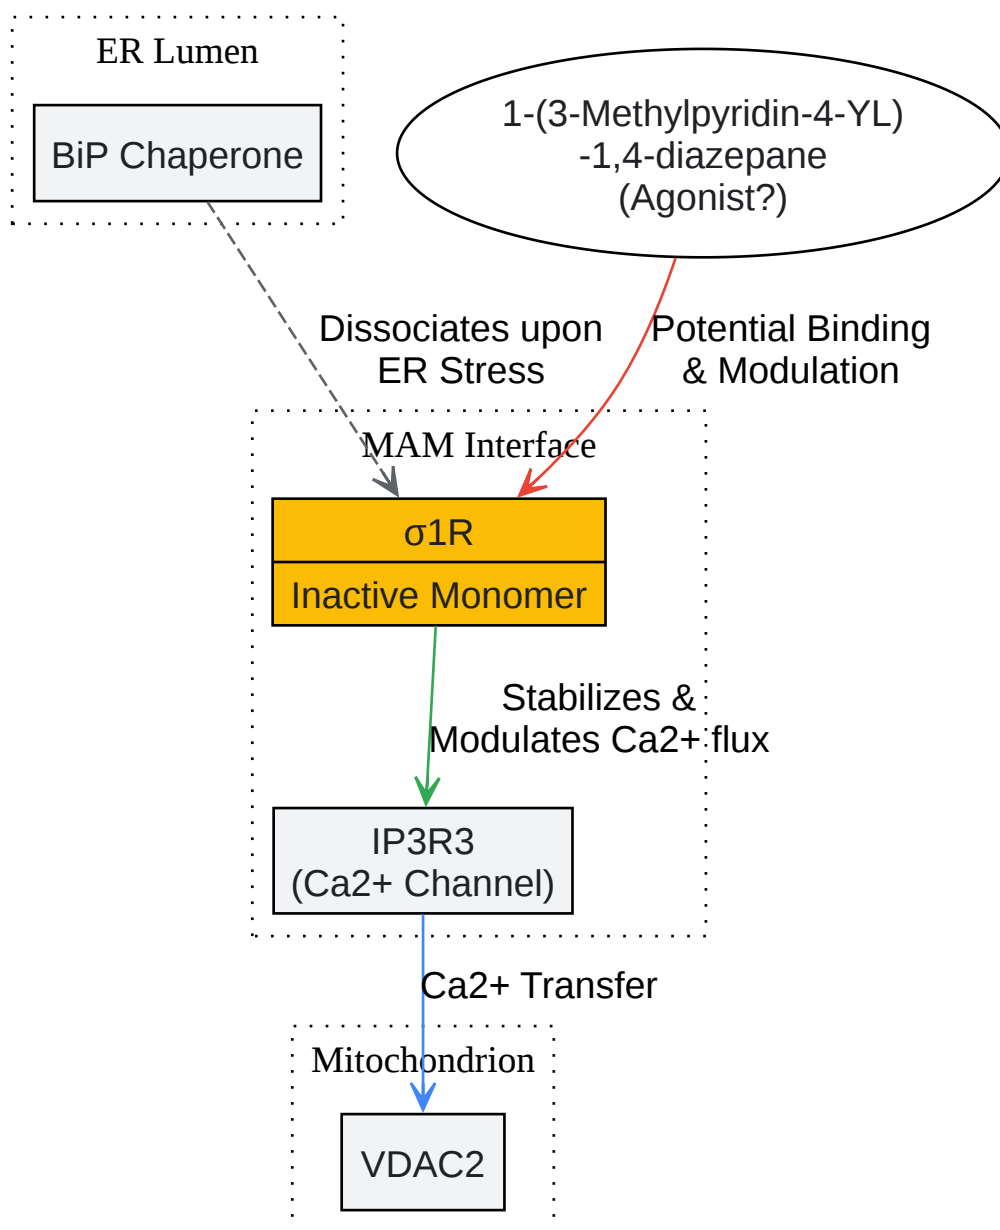 ER Lumen
BiP Chaperone
1-(3-Methylpyridin-4-YL)
-1,4-diazepane
(Agonist?)
Dissociates upon
ER Stress
Potential Binding
& Modulation
MAM Interface
σ1R
Inactive Monomer
Stabilizes &
Modulates Ca2+ flux
IP3R3
(Ca2+ Channel)
Ca2+ Transfer
Mitochondrion
VDAC2